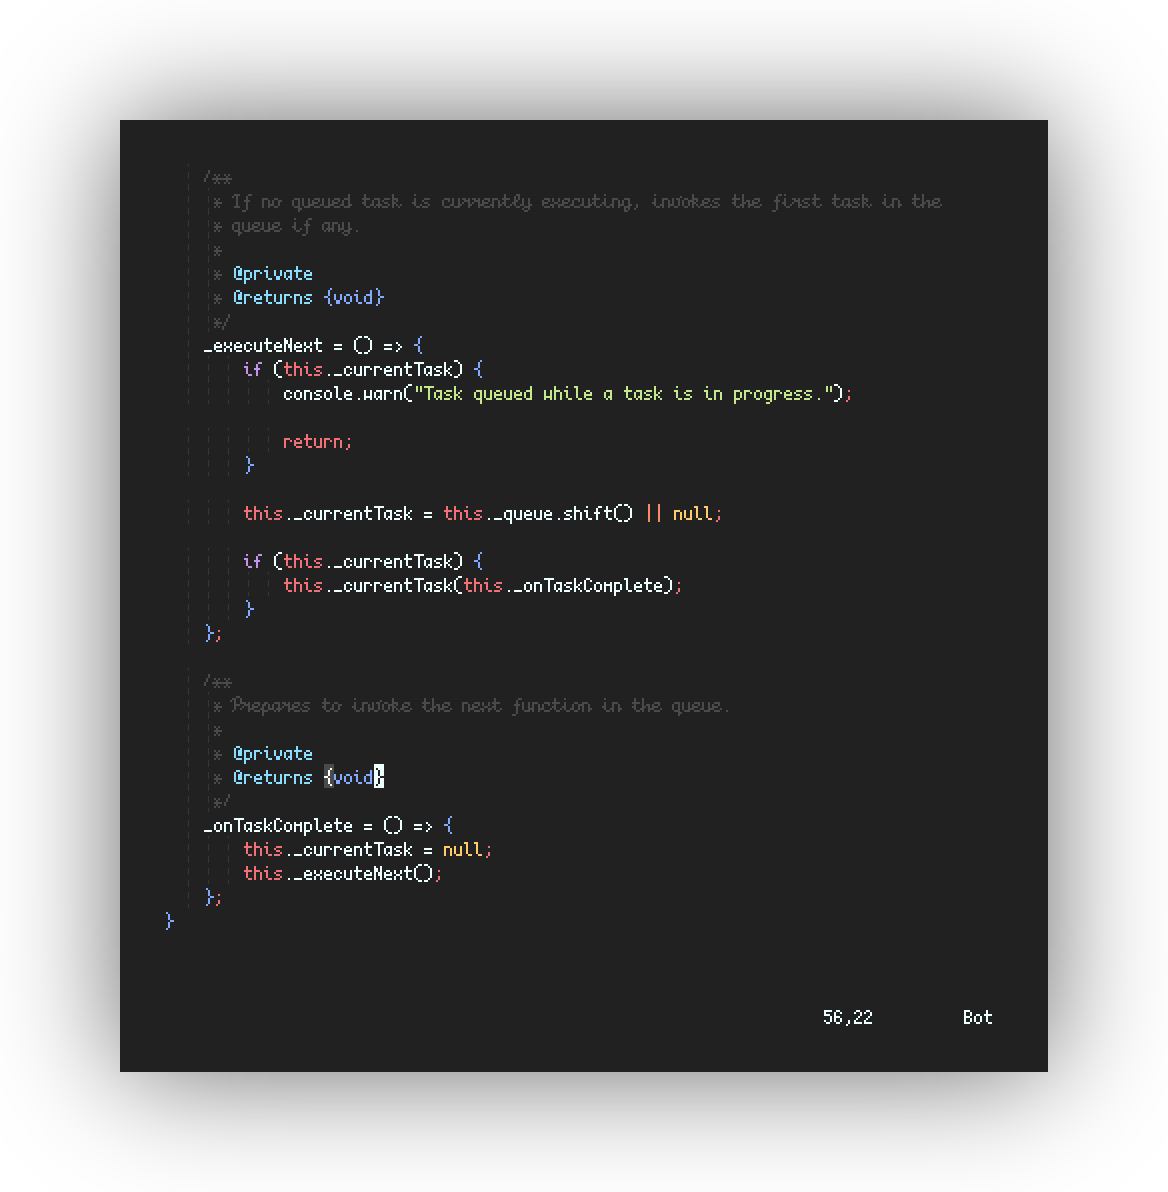 /**
 * If no queued task is currently executing, invokes the first task in the
 * queue if any.
 *
 * @private
 * @returns {void}
 */
_executeNext = () => {
    if (this._currentTask) {
        console.warn("Task queued while a task is in progress.");

        return;
    }

    this._currentTask = this._queue.shift() || null;

    if (this._currentTask) {
        this._currentTask(this._onTaskComplete);
    }
};

/**
 * Prepares to invoke the next function in the queue.
 *
 * @private
 * @returns {void}
 */
_onTaskComplete = () => {
    this._currentTask = null;
    this._executeNext();
};
}
56,22 Bot